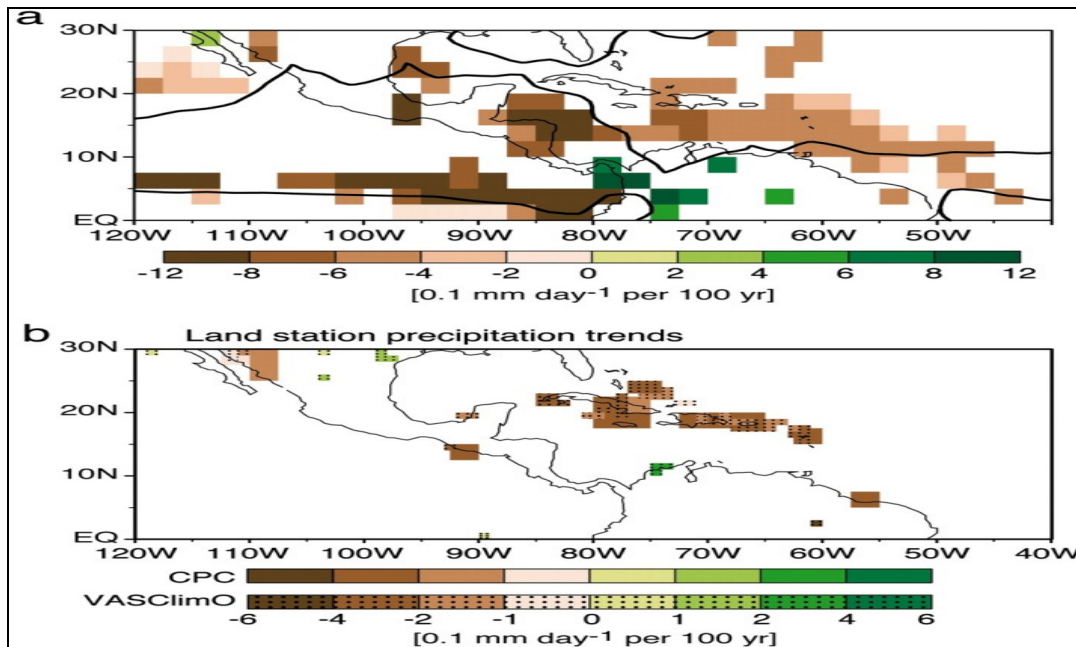 a
30N
20N
10N
EQ
120W 110W 100W 90W 80W 70W 60W 50W
-12 -8 -6 -4 -2 0 2 4 6 8 12
[0.1 mm day-1 per 100 yr]
b Land station precipitation trends
30N
20N
10N
EQ
120W 110W 100W 90W 80W 70W 60W 50W 40W
CPC
VASClimO
-6 -4 -2 -1 0 1 2 4 6
[0.1 mm day-1 per 100 yr]